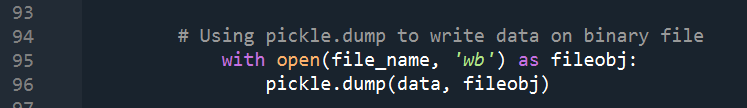 93
94 # Using pickle.dump to write data on binary file
95 with open(file_name, 'wb') as fileobj:
96 pickle.dump(data, fileobj)
97